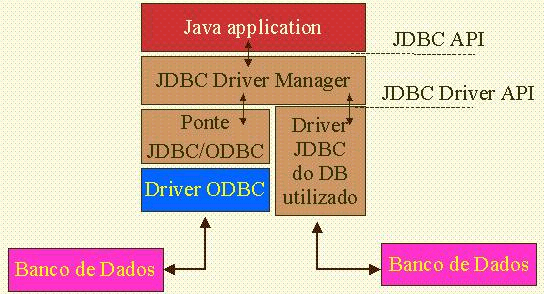 Java application
JDBC API
JDBC Driver Manager
JDBC Driver API
Ponte
JDBC/ODBC
Driver
JDBC
do DB
utilizado
Driver ODBC
Banco de Dados
Banco de Dados